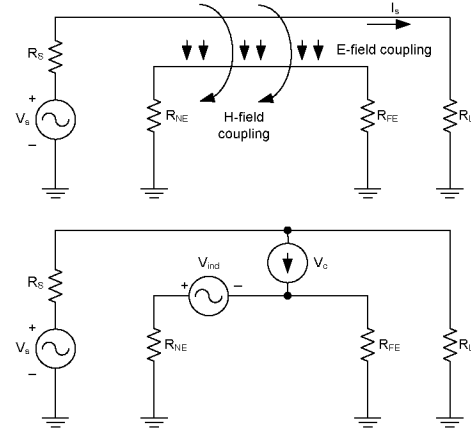 I_s
R_S
E-field coupling
+
V_s
−
R_NE
H-field
coupling
R_FE
R_L
V_ind
V_c
R_S
+
−
+
V_s
−
R_NE
R_FE
R_L